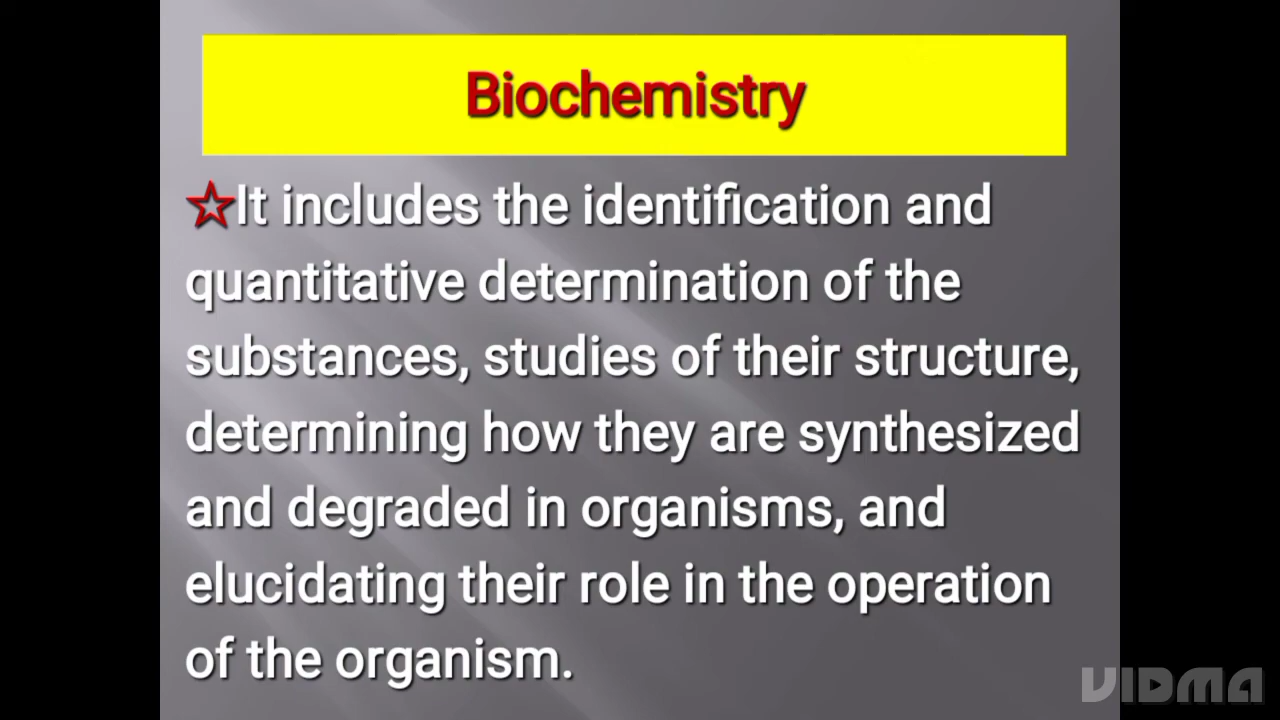 Biochemistry
☆It includes the identification and
quantitative determination of the
substances, studies of their structure,
determining how they are synthesized
and degraded in organisms, and
elucidating their role in the operation
of the organism.
VIDMA